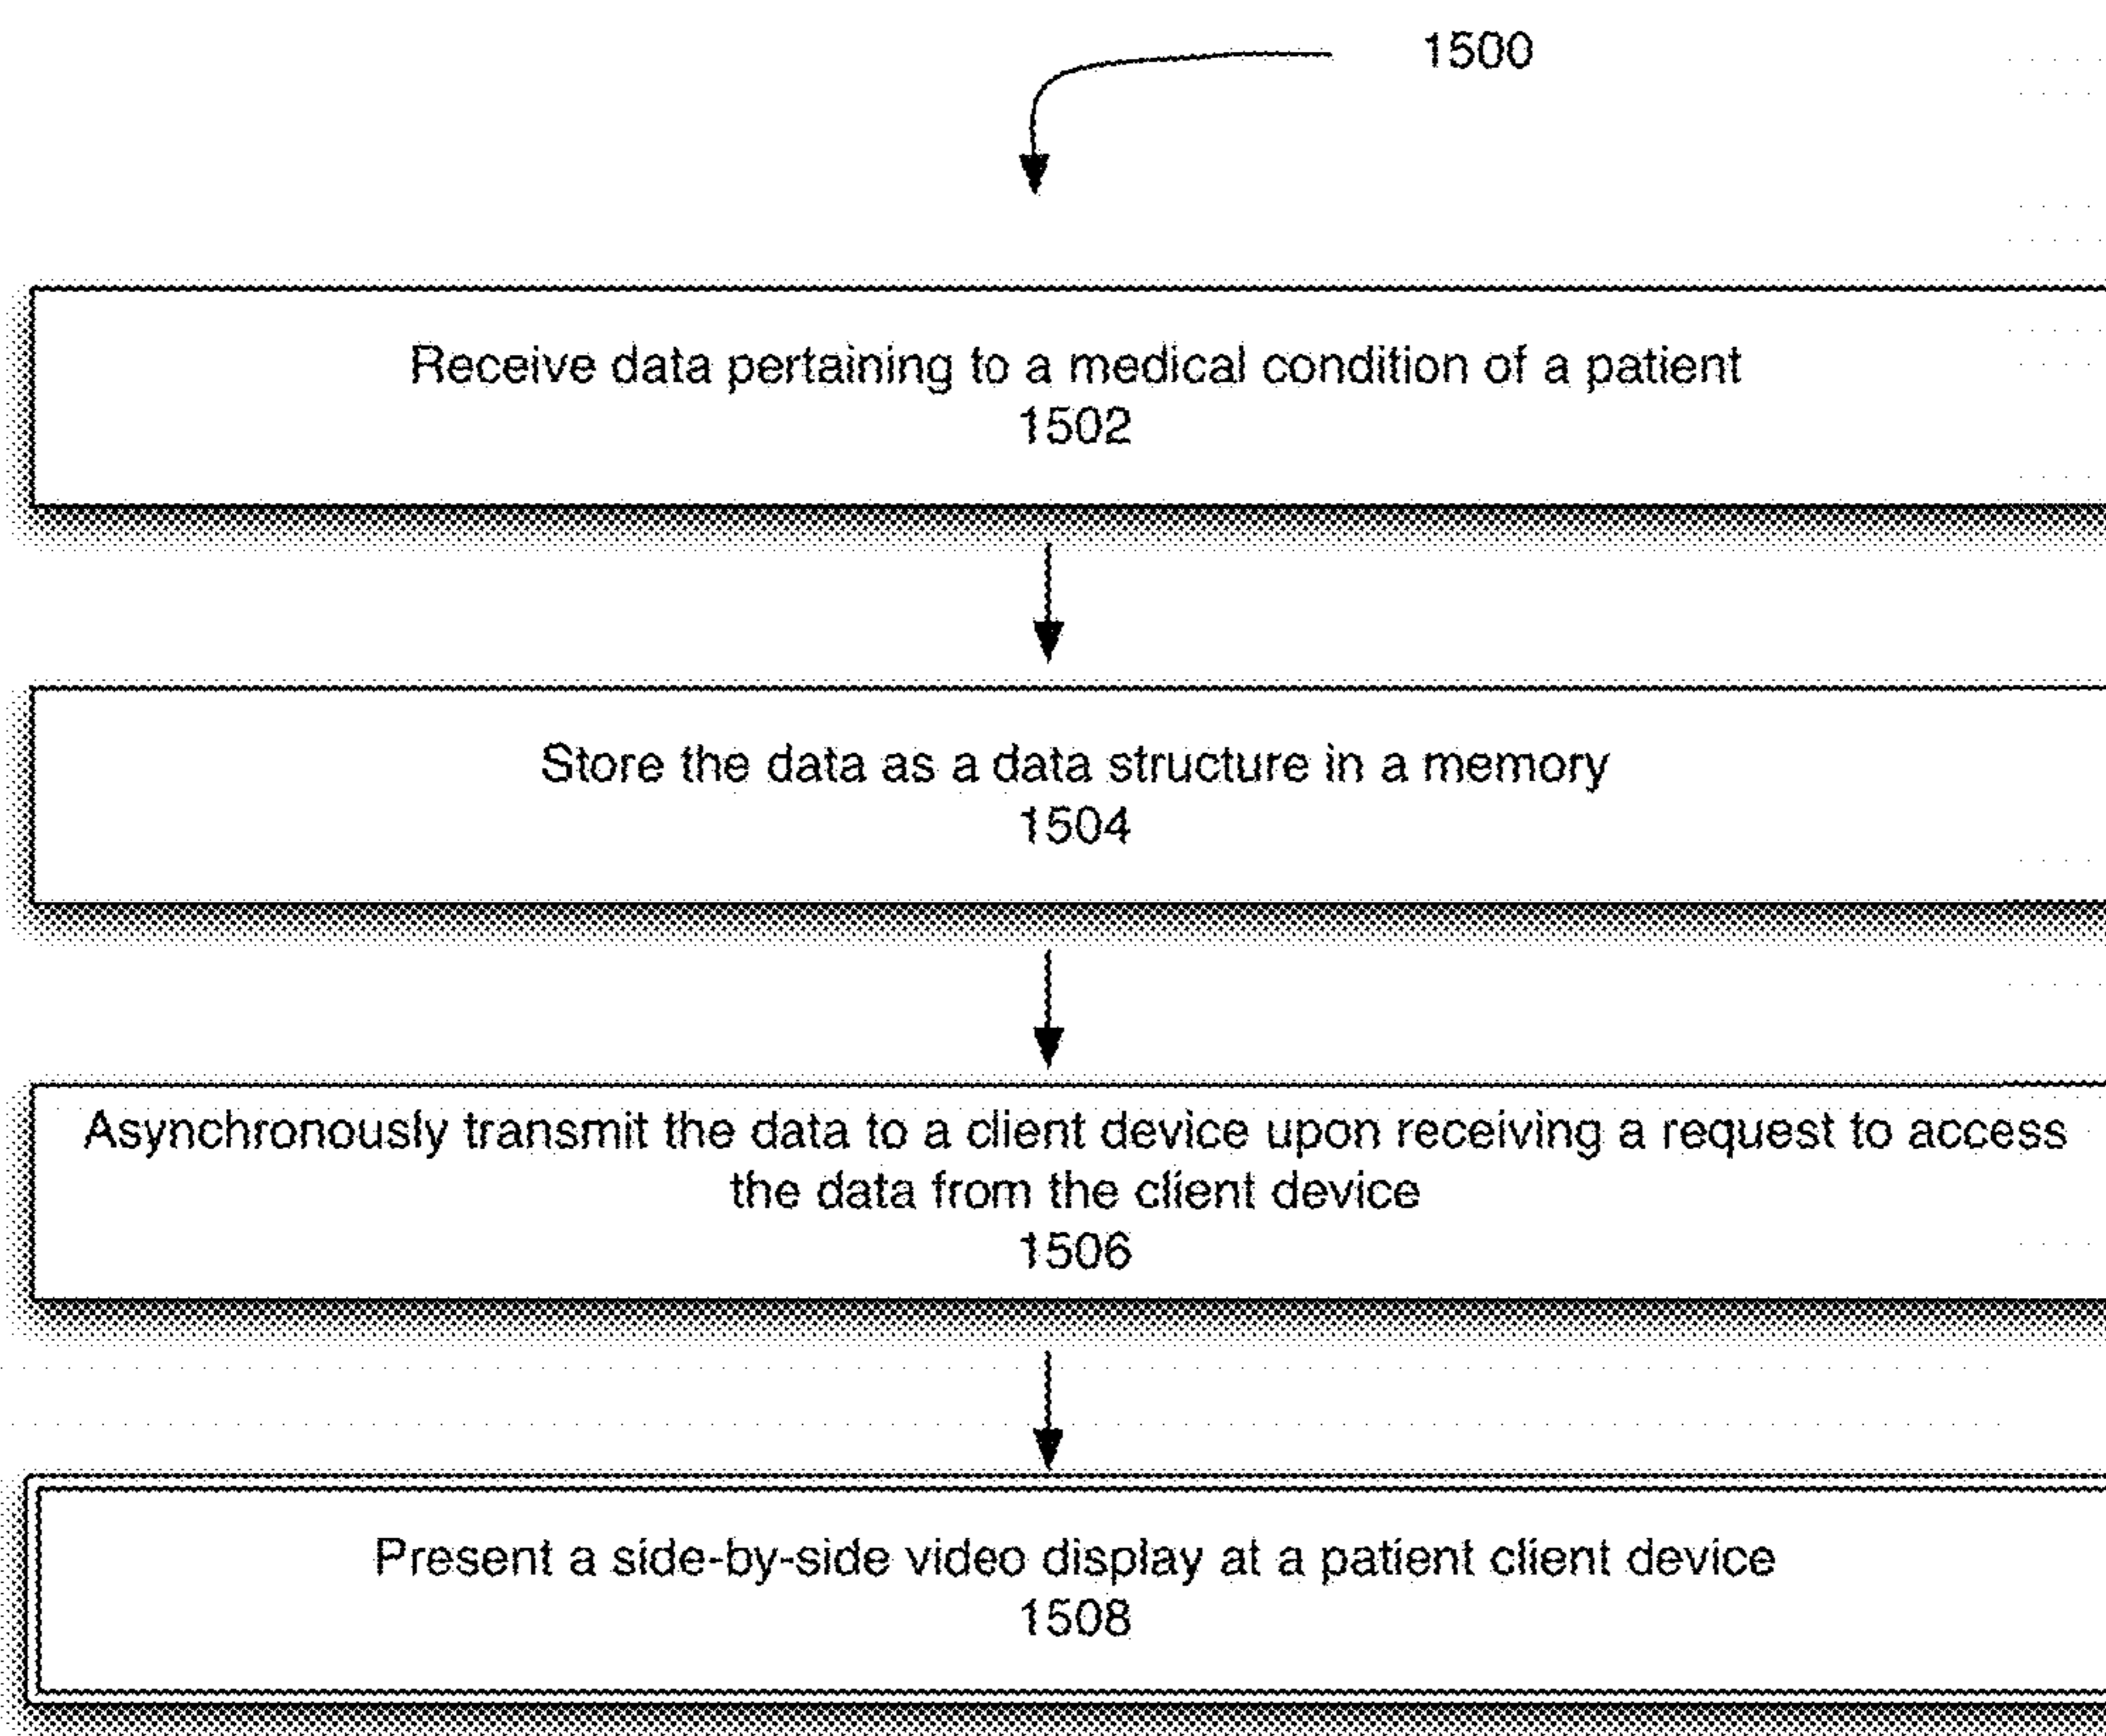 1500
Receive data pertaining to a medical condition of a patient
1502
Store the data as a data structure in a memory
1504
Asynchronously transmit the data to a client device upon receiving a request to access
the data from the client device
1506
Present a side-by-side video display at a patient client device
1508